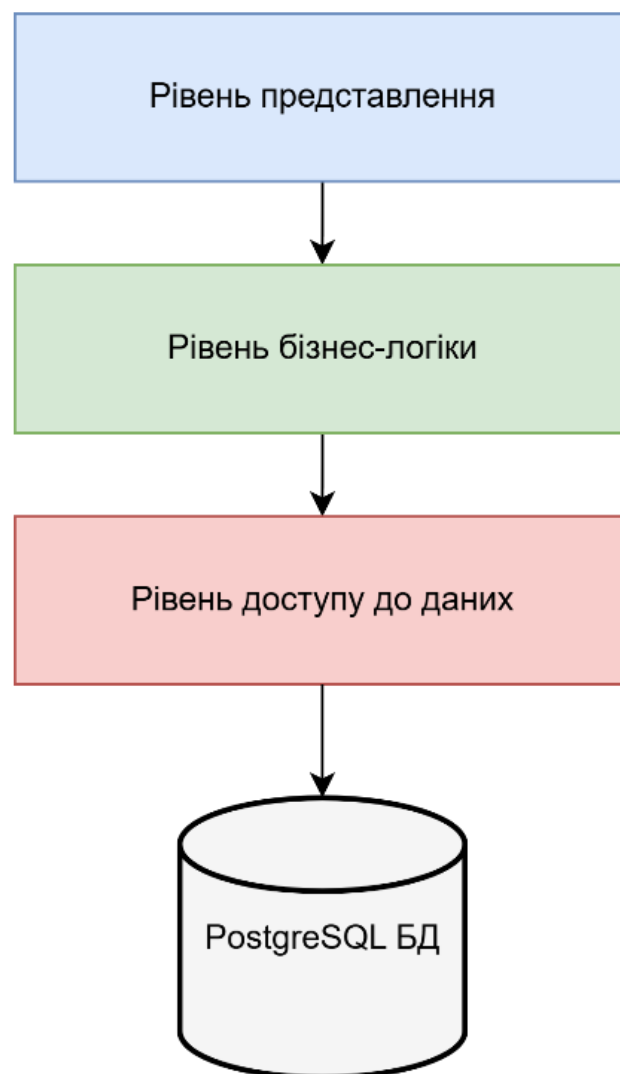 Рівень представлення
Рівень бізнес-логіки
Рівень доступу до даних
PostgreSQL БД